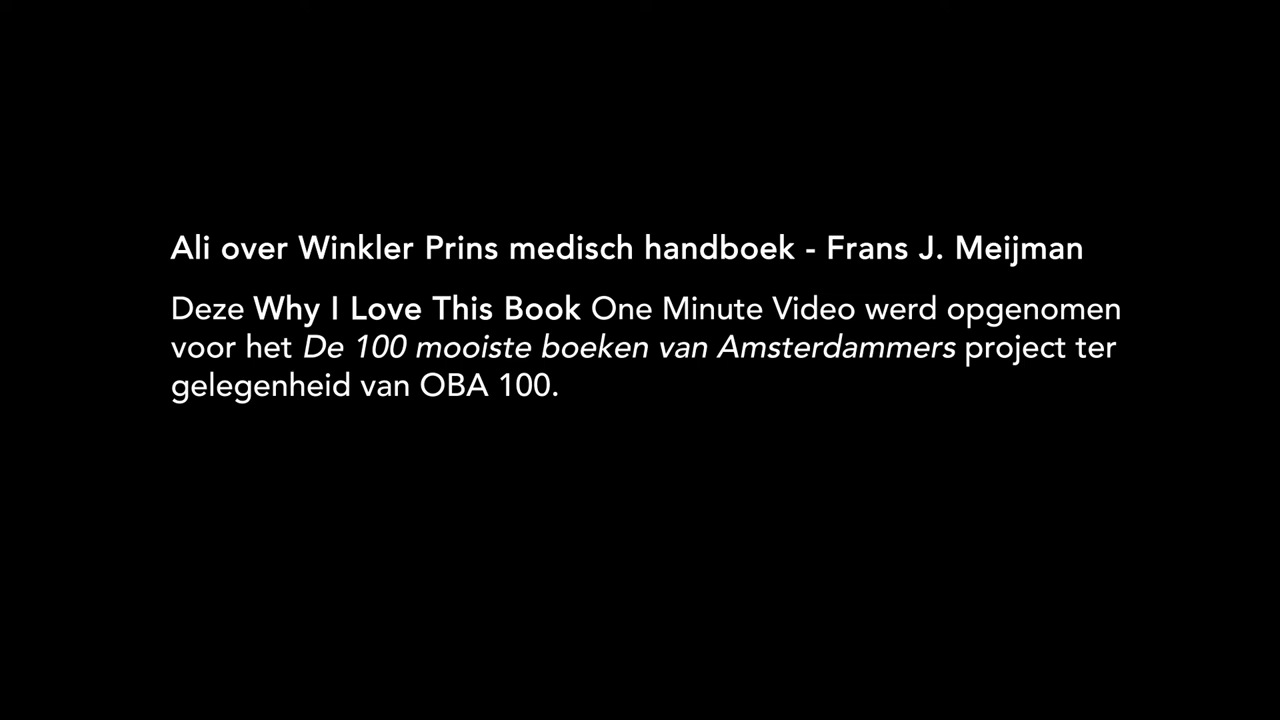 Ali over Winkler Prins medisch handboek - Frans J. Meijman
Deze Why I Love This Book One Minute Video werd opgenomen
voor het De 100 mooiste boeken van Amsterdammers project ter
gelegenheid van OBA 100.